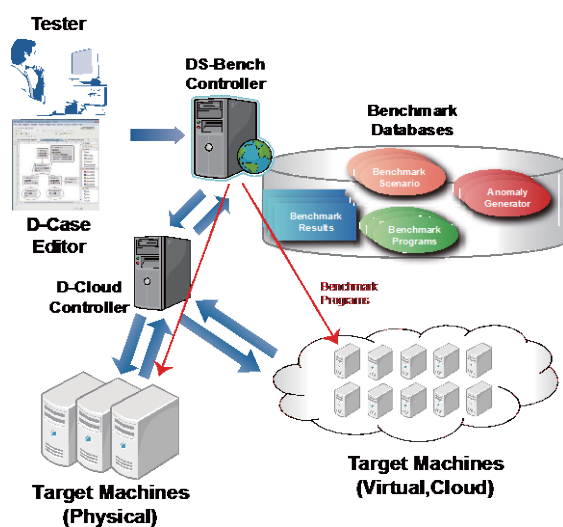 Tester
DS-Bench
Controller
Benchmark
Databases
Benchmark
Scenario
Anomaly
Generator
Benchmark
Results
Benchmark
Programs
D-Case
Editor
D-Cloud
Controller
Benchmark
Programs
Target Machines
(Physical)
Target Machines
(Virtual,Cloud)